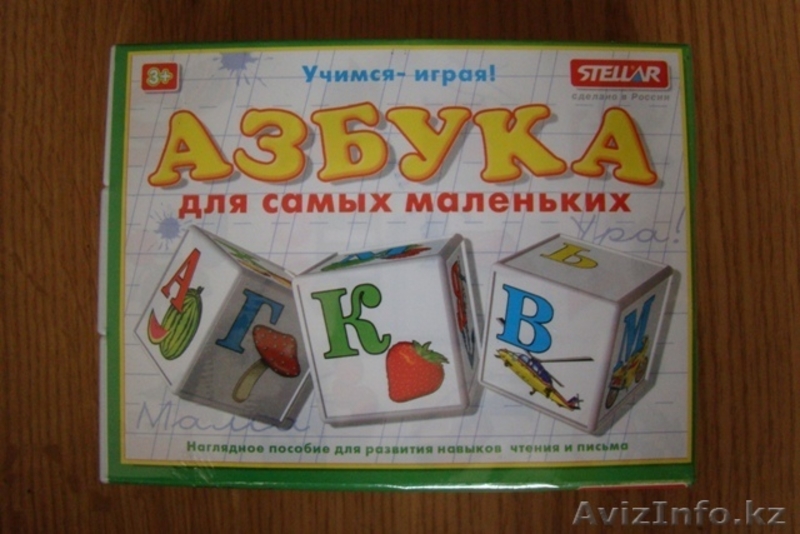 3+
Учимся- играя!
STELLAR
сделано в России
АЗБУКА
для самых маленьких
Ура!
А
Г
К
В
Ь
М
Наглядное пособие для развития навыков чтения и письма
AvizInfo.kz